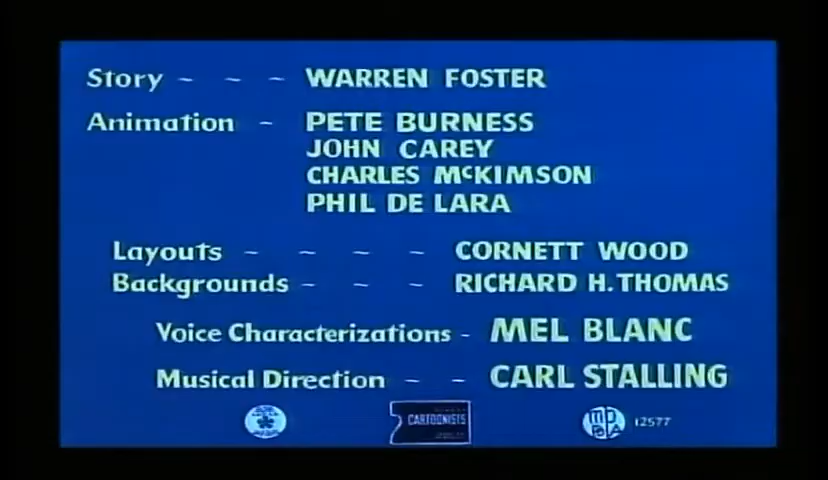 Story ~ ~ ~ WARREN FOSTER
Animation ~ PETE BURNESS
JOHN CAREY
CHARLES McKIMSON
PHIL DE LARA
Layouts ~ ~ ~ ~ CORNETT WOOD
Backgrounds ~ ~ ~ RICHARD H. THOMAS
Voice Characterizations - MEL BLANC
Musical Direction ~ ~ CARL STALLING
CARTOONISTS
MPDA 12577